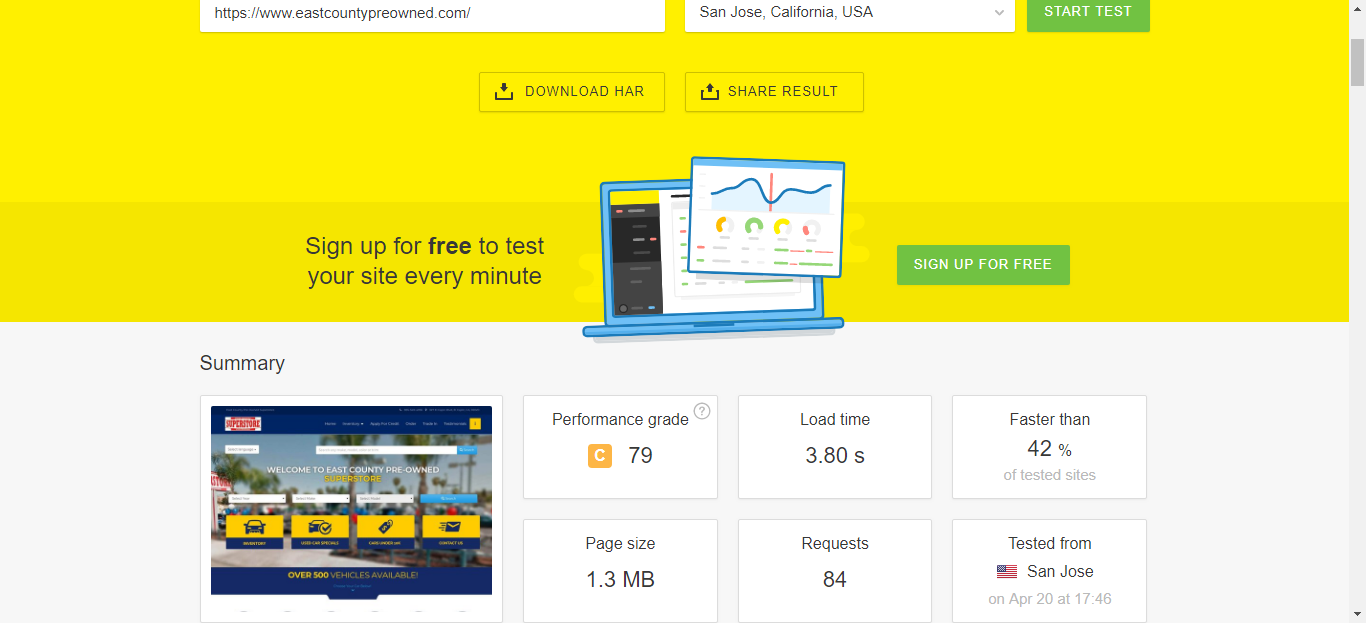 https://www.eastcountypreowned.com/
San Jose, California, USA
START TEST
DOWNLOAD HAR
SHARE RESULT
Sign up for free to test
your site every minute
SIGN UP FOR FREE
Summary
SUPERSTORE
WELCOME TO EAST COUNTY PRE-OWNED
SUPERSTORE
INVENTORY
USED CAR SPECIALS
CONTACT US
OVER 500 VEHICLES AVAILABLE!
Performance grade ?
C 79
Load time
3.80 s
Faster than
42 %
of tested sites
Page size
1.3 MB
Requests
84
Tested from
San Jose
on Apr 20 at 17:46